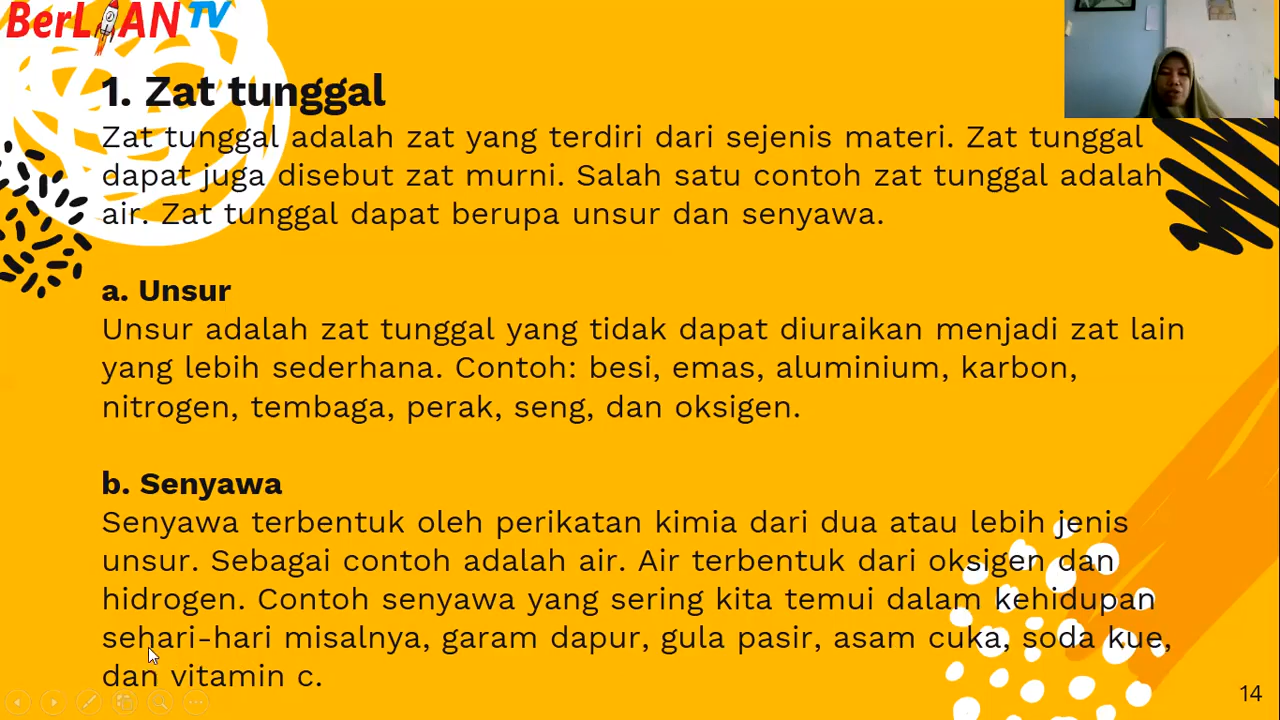 BerLIAN TV
1. Zat tunggal
Zat tunggal adalah zat yang terdiri dari sejenis materi. Zat tunggal
dapat juga disebut zat murni. Salah satu contoh zat tunggal adalah
air. Zat tunggal dapat berupa unsur dan senyawa.
a. Unsur
Unsur adalah zat tunggal yang tidak dapat diuraikan menjadi zat lain
yang lebih sederhana. Contoh: besi, emas, aluminium, karbon,
nitrogen, tembaga, perak, seng, dan oksigen.
b. Senyawa
Senyawa terbentuk oleh perikatan kimia dari dua atau lebih jenis
unsur. Sebagai contoh adalah air. Air terbentuk dari oksigen dan
hidrogen. Contoh senyawa yang sering kita temui dalam kehidupan
sehari-hari misalnya, garam dapur, gula pasir, asam cuka, soda kue,
dan vitamin c.
14